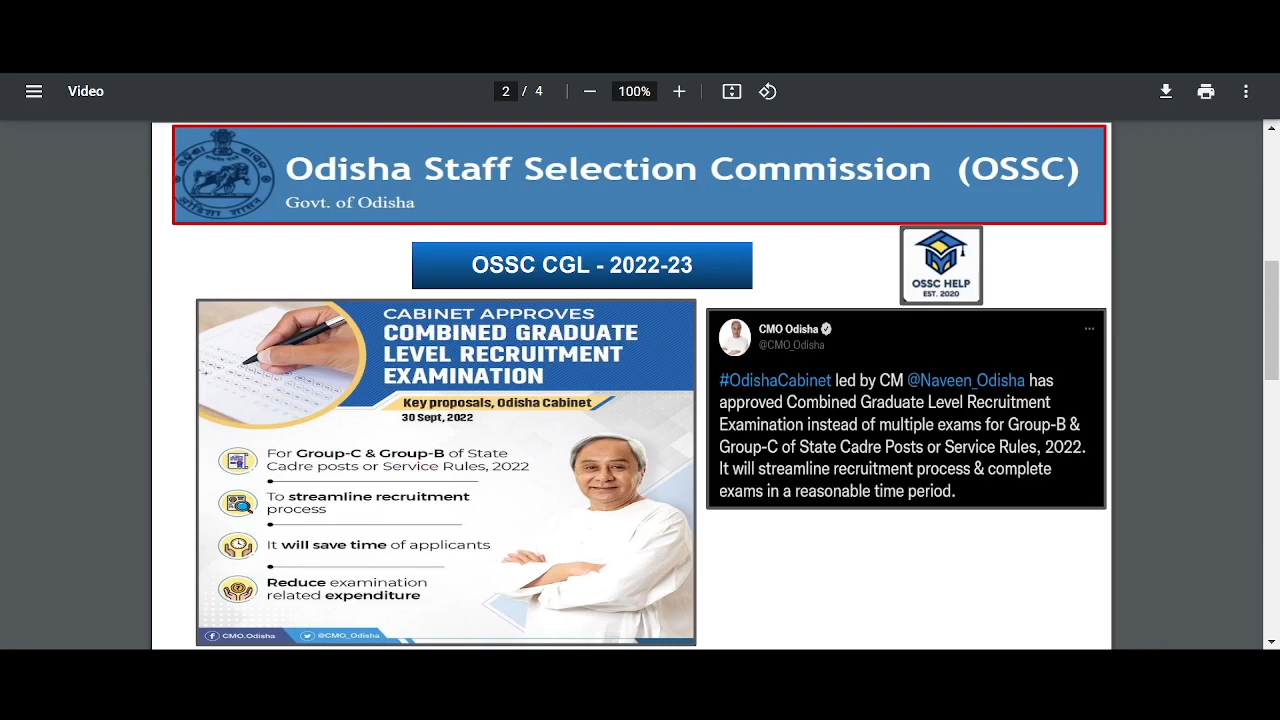 Video
2 / 4
100%
Odisha Staff Selection Commission (OSSC)
Govt. of Odisha
OSSC CGL - 2022-23
OSSC HELP
EST. 2020
CABINET APPROVES
COMBINED GRADUATE
LEVEL RECRUITMENT
EXAMINATION
Key proposals, Odisha Cabinet
30 Sept, 2022
For Group-C & Group-B of State
Cadre posts or Service Rules, 2022
To streamline recruitment
process
It will save time of applicants
Reduce examination
related expenditure
CMO.Odisha
@CMO_Odisha
CMO Odisha
@CMO_Odisha
#OdishaCabinet led by CM @Naveen_Odisha has
approved Combined Graduate Level Recruitment
Examination instead of multiple exams for Group-B &
Group-C of State Cadre Posts or Service Rules, 2022.
It will streamline recruitment process & complete
exams in a reasonable time period.